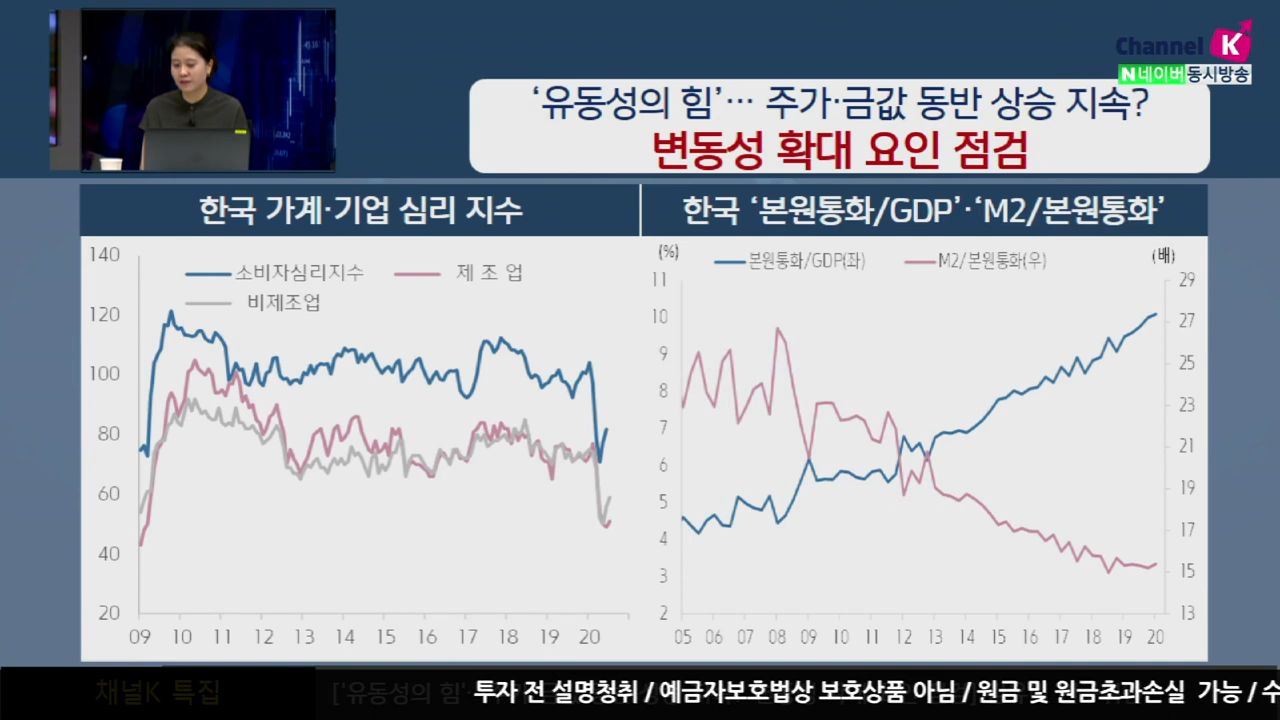 Channel K
N네이버 동시방송
‘유동성의 힘’… 주가·금값 동반 상승 지속?
변동성 확대 요인 점검
한국 가계·기업 심리 지수
140
120
100
80
60
40
20
소비자심리지수
제 조 업
비제조업
09 10 11 12 13 14 15 16 17 18 19 20
한국 ‘본원통화/GDP’·‘M2/본원통화’
(%)
본원통화/GDP(좌)
M2/본원통화(우)
(배)
11
10
9
8
7
6
5
4
3
2
29
27
25
23
21
19
17
15
13
05 06 07 08 09 10 11 12 13 14 15 16 17 18 19 20
채널K 특집
[‘유동성의 힘’
투자 전 설명청취 / 예금자보호법상 보호상품 아님 / 원금 및 원금초과손실 가능 / 수